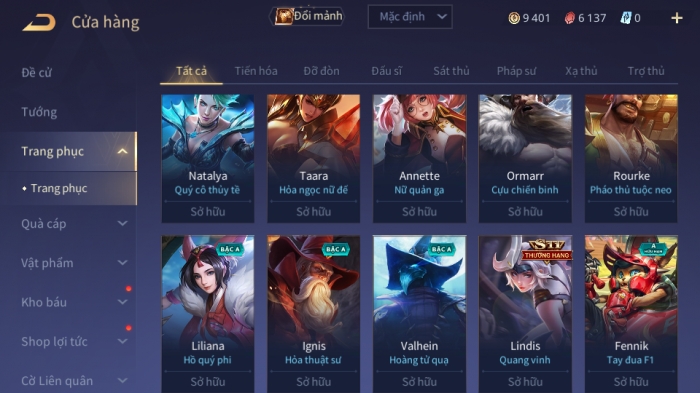 Cửa hàng
Đổi mảnh
Mặc định
9 401
6 137
0
Đề cử
Tướng
Trang phục
Trang phục
Quà cáp
Vật phẩm
Kho báu
Shop lợi tức
Cờ Liên quân
Tất cả
Tiến hóa
Đỡ đòn
Đấu sĩ
Sát thủ
Pháp sư
Xạ thủ
Trợ thủ
Natalya
Quý cô thủy tề
Sở hữu
Taara
Hỏa ngọc nữ đế
Sở hữu
Annette
Nữ quản ga
Sở hữu
Ormarr
Cựu chiến binh
Sở hữu
Rourke
Pháo thủ tuộc neo
Sở hữu
BẬC A
Liliana
Hồ quý phi
Sở hữu
BẬC A
Ignis
Hỏa thuật sư
Sở hữu
BẬC A
Valhein
Hoàng tử quạ
Sở hữu
THƯỞNG HẠNG
Lindis
Quang vinh
Sở hữu
A
Fennik
Tay đua F1
Sở hữu